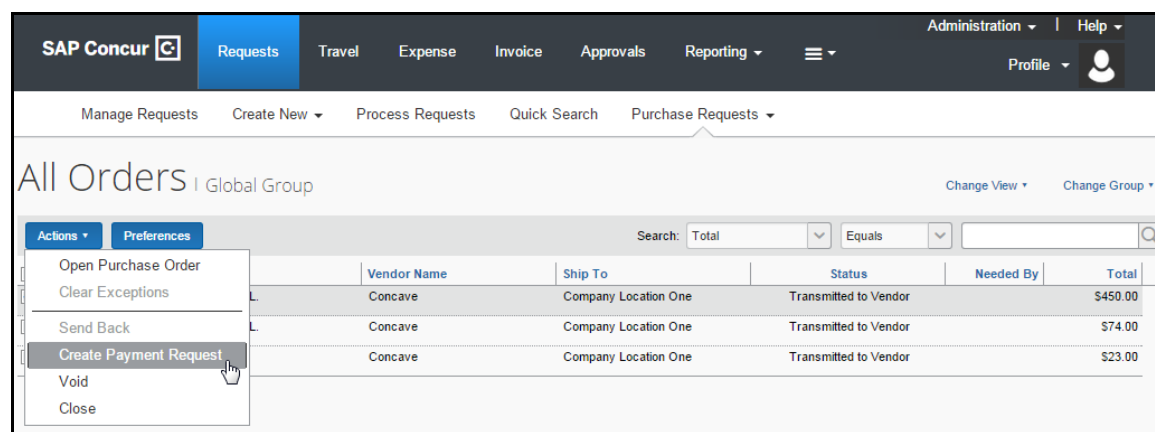 Administration | Help
SAP Concur C Requests Travel Expense Invoice Approvals Reporting
Profile
Manage Requests Create New Process Requests Quick Search Purchase Requests
All Orders | Global Group Change View Change Group
Actions Preferences Search: Total Equals
Open Purchase Order
Vendor Name Ship To Status Needed By Total
Clear Exceptions
L. Concave Company Location One Transmitted to Vendor $450.00
Send Back
L. Concave Company Location One Transmitted to Vendor $74.00
Create Payment Request
Concave Company Location One Transmitted to Vendor $23.00
Void
Close